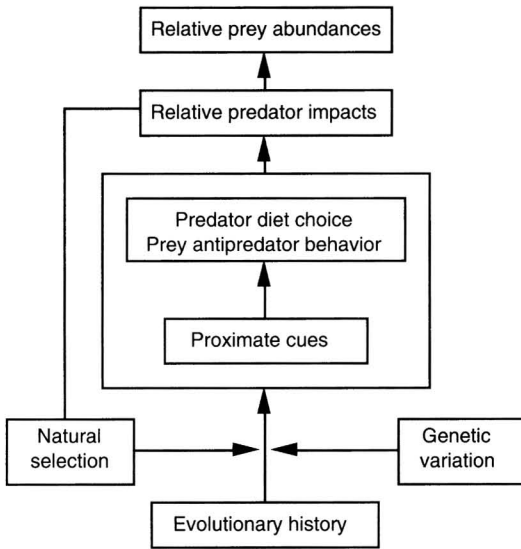 Relative prey abundances
Relative predator impacts
Predator diet choice
Prey antipredator behavior
Proximate cues
Natural
selection
Genetic
variation
Evolutionary history